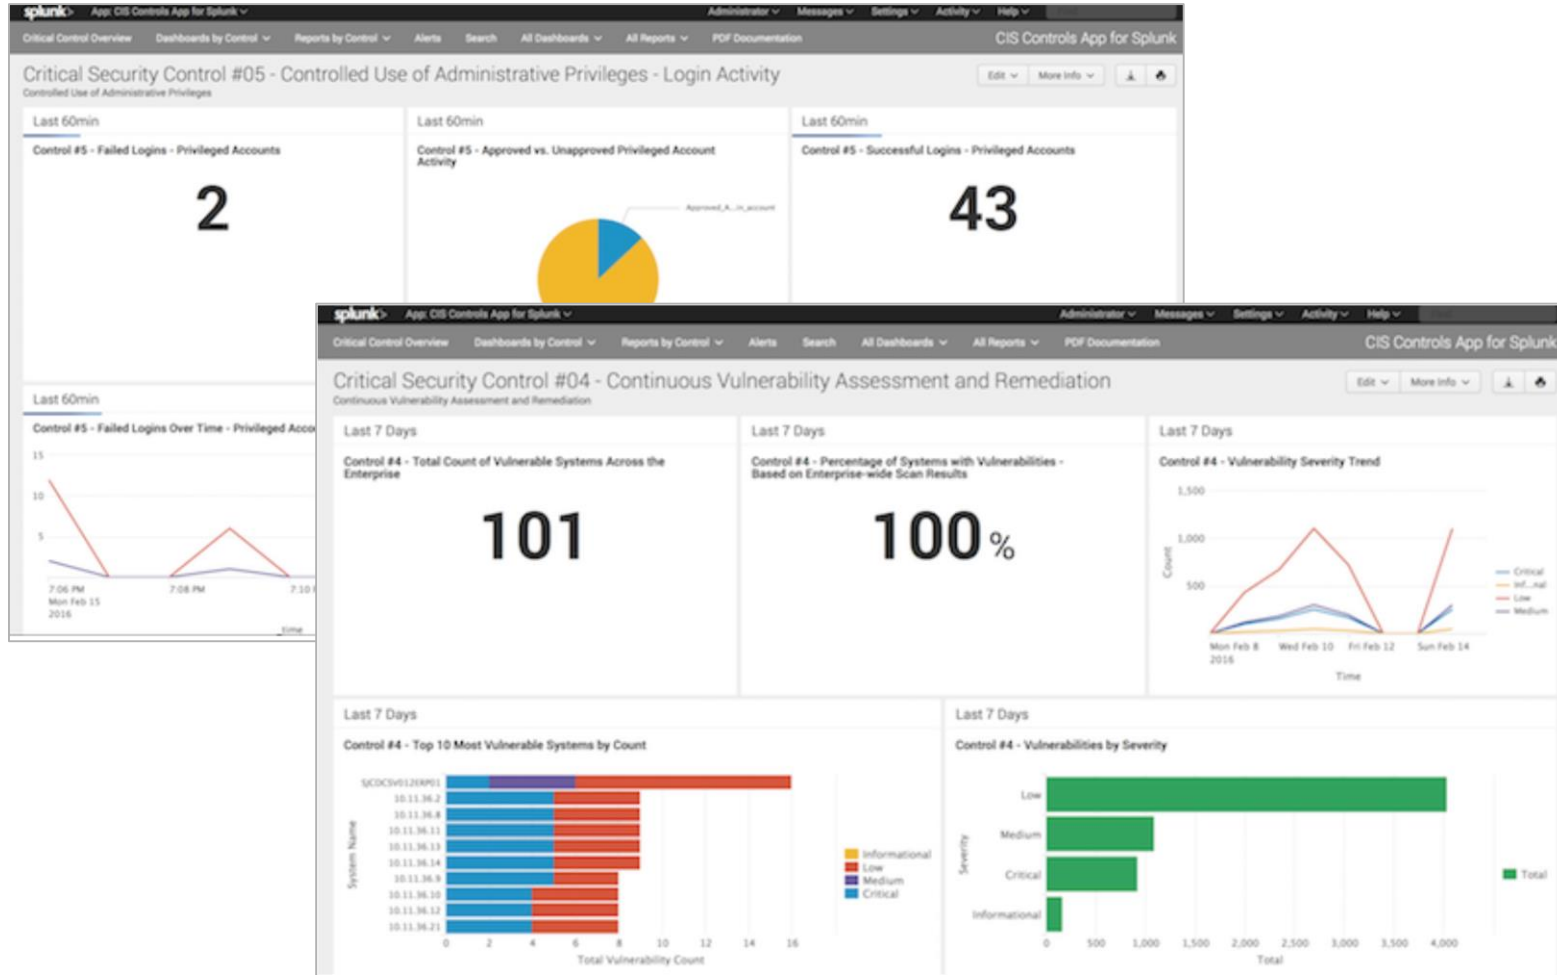 splunk> App: CIS Controls App for Splunk Administrator Messages Settings Activity Help
Critical Control Overview Dashboards by Control Reports by Control Alerts Search All Dashboards All Reports PDF Documentation CIS Controls App for Splunk
Critical Security Control #05 - Controlled Use of Administrative Privileges - Login Activity
Edit More Info
Controlled Use of Administrative Privileges
Last 60min
Control #5 - Failed Logins - Privileged Accounts
2
Last 60min
Control #5 - Approved vs. Unapproved Privileged Account
Activity
Approved_A...in_account
Last 60min
Control #5 - Successful Logins - Privileged Accounts
43
Last 60min
Control #5 - Failed Logins Over Time - Privileged Acco
15
10
5
7:06 PM 7:08 PM 7:10
Mon Feb 15
2016
_time
splunk> App: CIS Controls App for Splunk Administrator Messages Settings Activity Help
Critical Control Overview Dashboards by Control Reports by Control Alerts Search All Dashboards All Reports PDF Documentation CIS Controls App for Splunk
Critical Security Control #04 - Continuous Vulnerability Assessment and Remediation
Edit More Info
Continuous Vulnerability Assessment and Remediation
Last 7 Days
Control #4 - Total Count of Vulnerable Systems Across the
Enterprise
101
Last 7 Days
Control #4 - Percentage of Systems with Vulnerabilities -
Based on Enterprise-wide Scan Results
100 %
Last 7 Days
Control #4 - Vulnerability Severity Trend
1,500
1,000
500
Count
Critical
Inf...nal
Low
Medium
Mon Feb 8 Wed Feb 10 Fri Feb 12 Sun Feb 14
2016
Time
Last 7 Days
Control #4 - Top 10 Most Vulnerable Systems by Count
System Name
SJCOCSV012ERP01
10.11.36.2
10.11.36.8
10.11.36.11
10.11.36.13
10.11.36.14
10.11.36.9
10.11.36.10
10.11.36.12
10.11.36.21
0 2 4 6 8 10 12 14 16
Total Vulnerability Count
Informational
Low
Medium
Critical
Last 7 Days
Control #4 - Vulnerabilities by Severity
Severity
Low
Medium
Critical
Informational
0 500 1,000 1,500 2,000 2,500 3,000 3,500 4,000
Total
Total